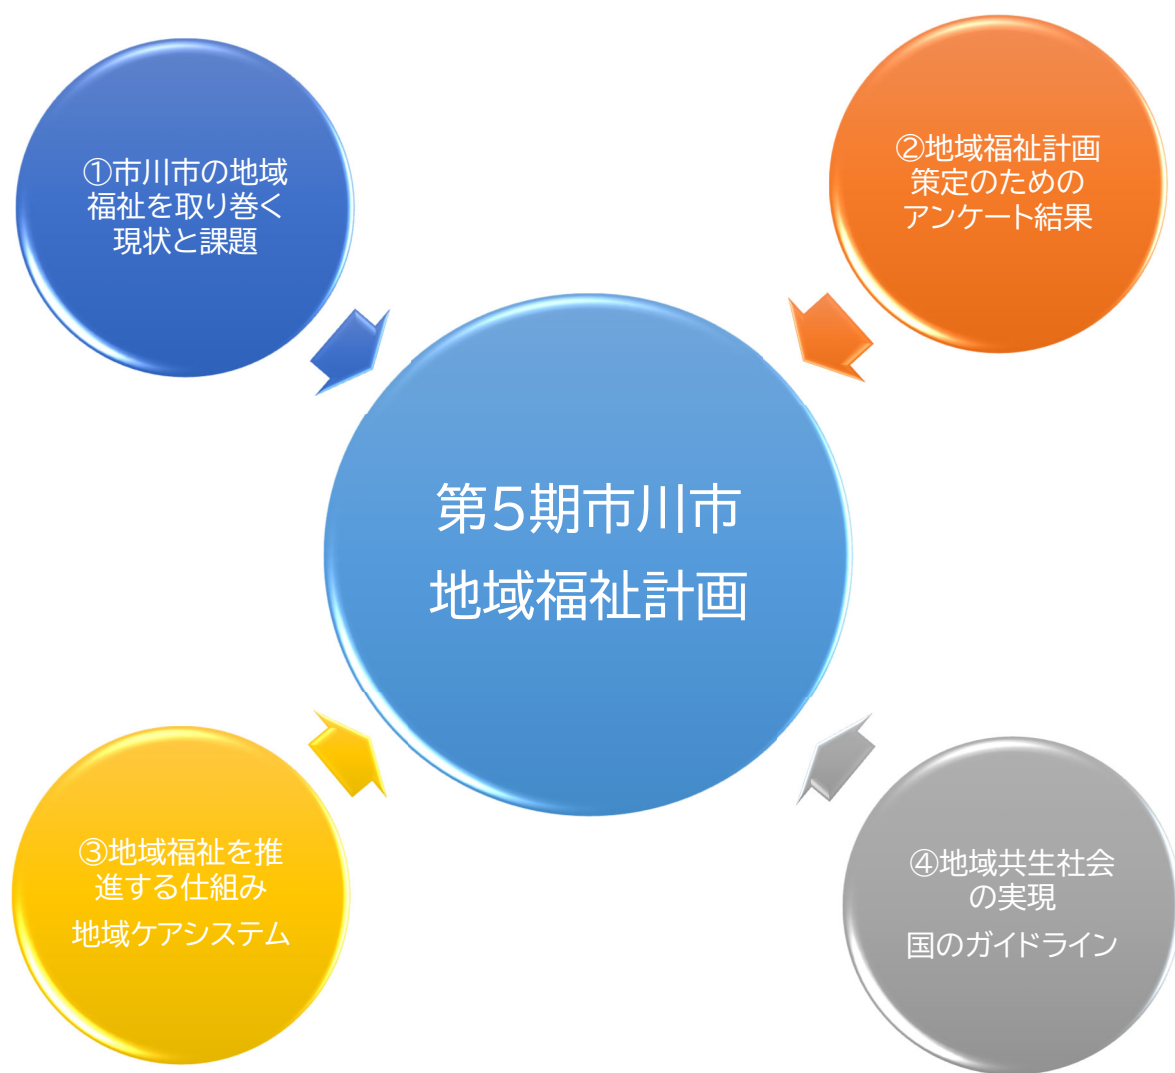 ①市川市の地域
福祉を取り巻く
現状と課題
②地域福祉計画
策定のための
アンケート結果
第5期市川市
地域福祉計画
③地域福祉を推
進する仕組み
地域ケアシステム
④地域共生社会
の実現
国のガイドライン